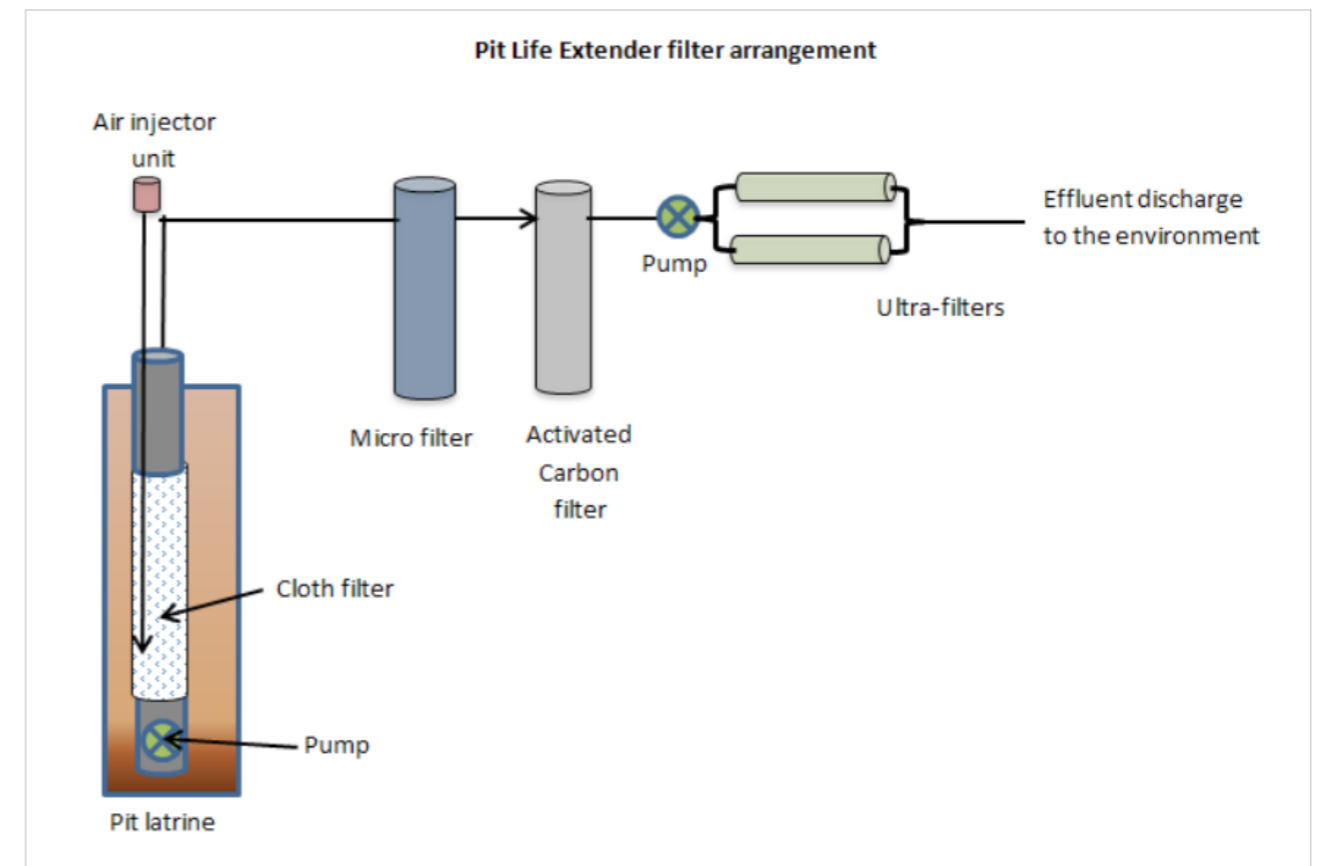 Pit Life Extender filter arrangement
Air injector
unit
Effluent discharge
to the environment
Pump
Ultra-filters
Micro filter
Activated
Carbon
filter
Cloth filter
Pump
Pit latrine